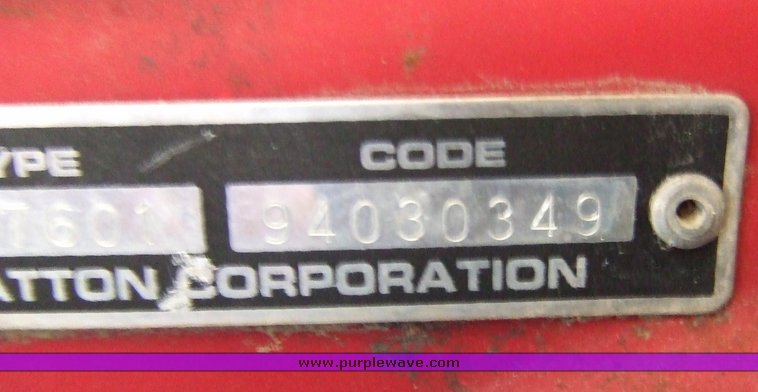 YPE CODE
T601 94030349
ATTON CORPORATION
www.purplewave.com